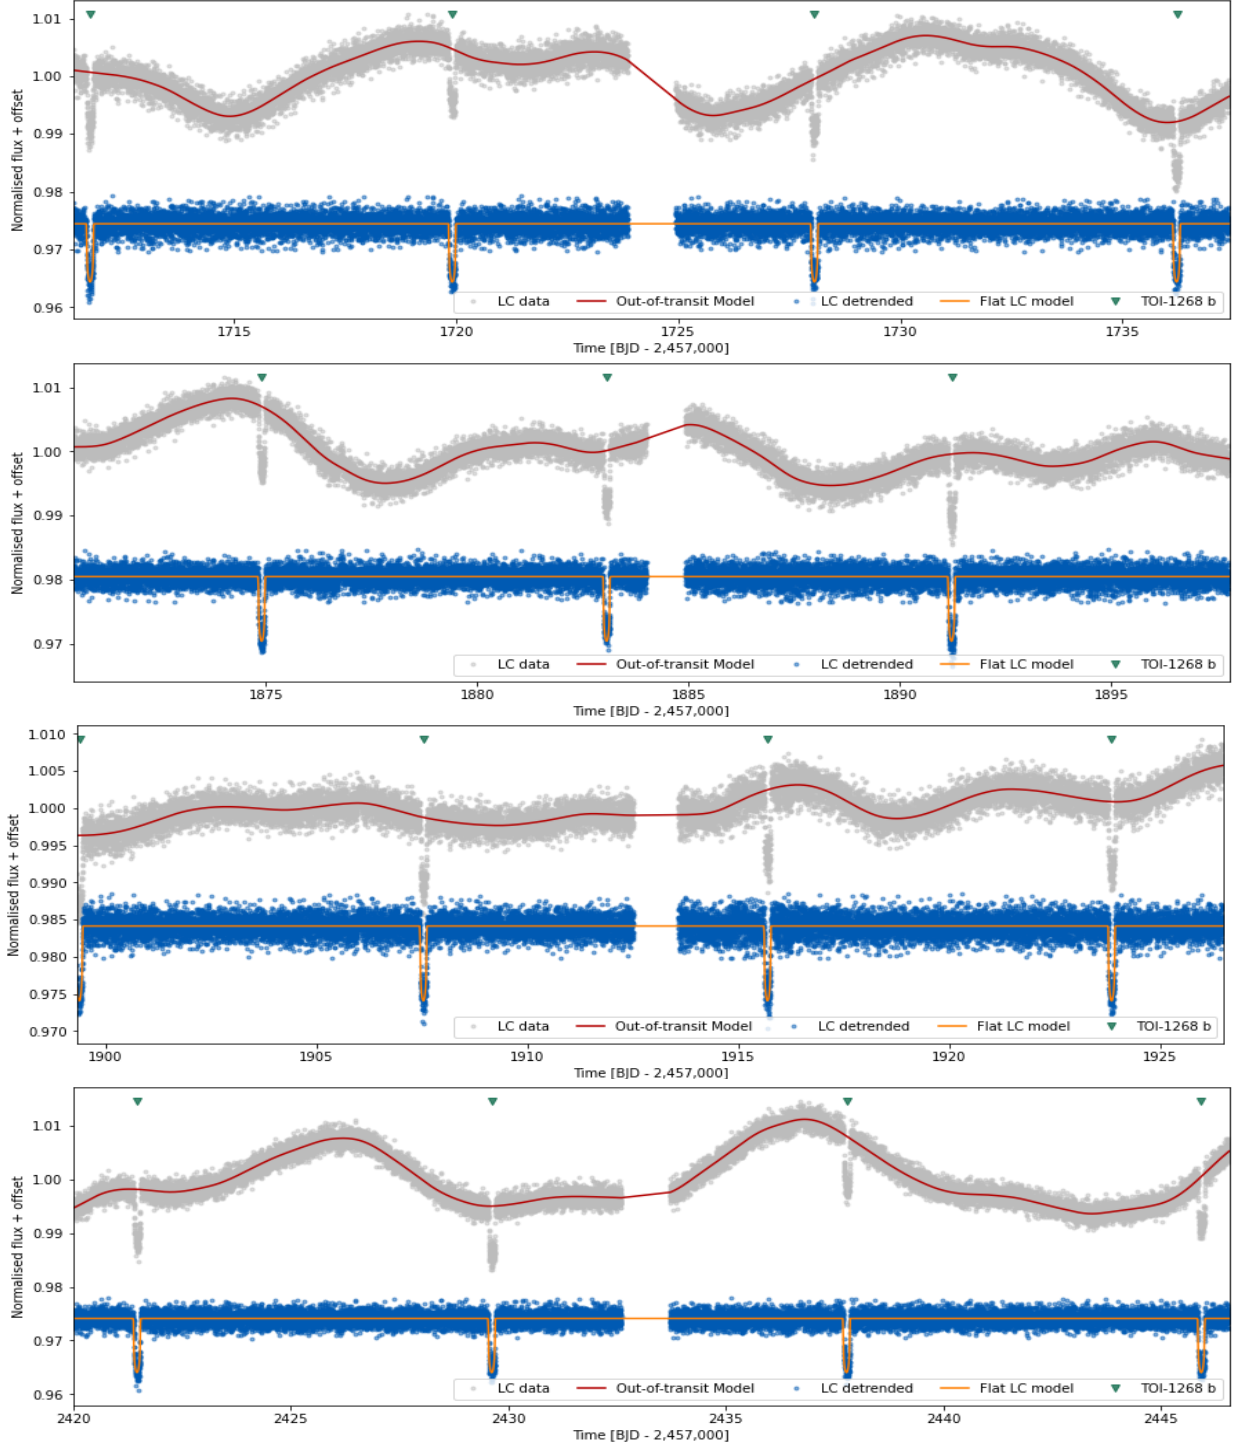 1.01
1.00
0.99
0.98
0.97
0.96
Normalised flux + offset
LC data Out-of-transit Model LC detrended Flat LC model TOI-1268 b
1715 1720 1725 1730 1735
Time [BJD - 2,457,000]
1.01
1.00
0.99
0.98
0.97
Normalised flux + offset
LC data Out-of-transit Model LC detrended Flat LC model TOI-1268 b
1875 1880 1885 1890 1895
Time [BJD - 2,457,000]
1.010
1.005
1.000
0.995
0.990
0.985
0.980
0.975
0.970
Normalised flux + offset
LC data Out-of-transit Model LC detrended Flat LC model TOI-1268 b
1900 1905 1910 1915 1920 1925
Time [BJD - 2,457,000]
1.01
1.00
0.99
0.98
0.97
0.96
Normalised flux + offset
LC data Out-of-transit Model LC detrended Flat LC model TOI-1268 b
2420 2425 2430 2435 2440 2445
Time [BJD - 2,457,000]